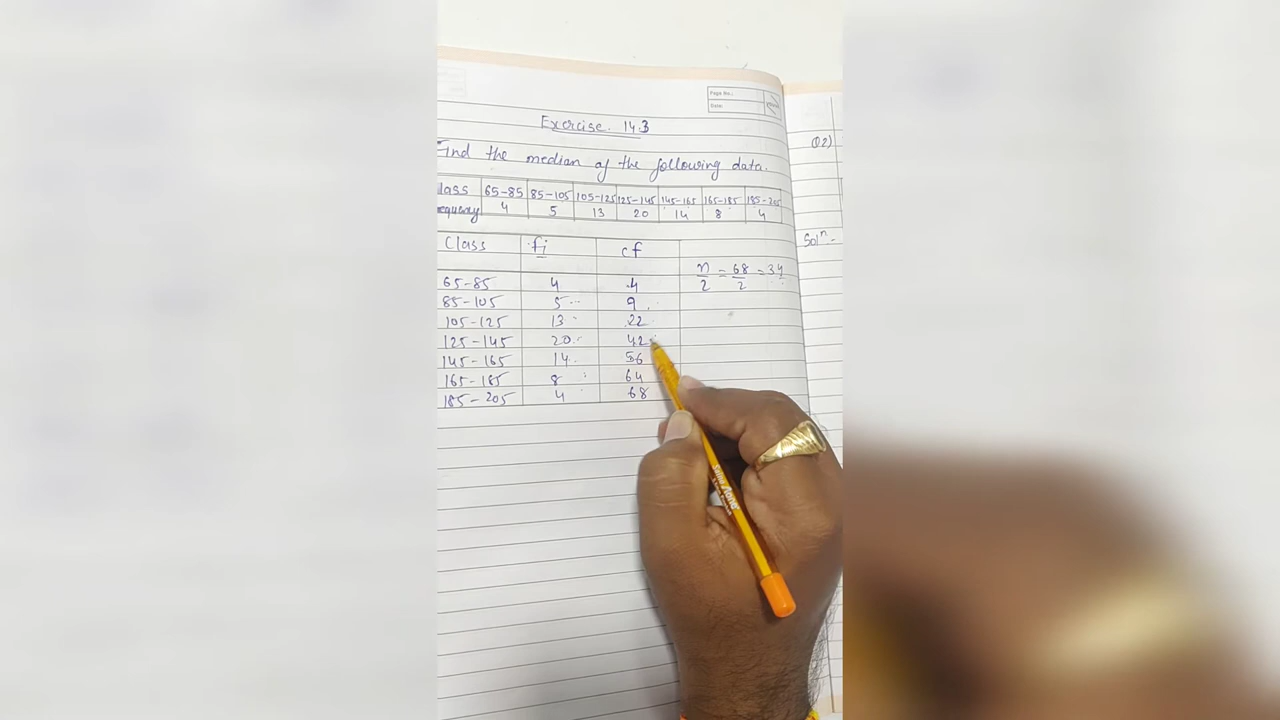 Page No.:
Date:
Exercise. 14.3
Find the median of the following data.
Class 65-85 85-105 105-125 125-145 145-165 165-185 185-205
frequency 4 5 13 20 14 8 4
Class fi cf
65-85 4 4
85-105 5 9
105-125 13 22
125-145 20 42
145-165 14 56
165-185 8 64
185-205 4 68
n/2 = 68/2 = 34
Q2)
Solⁿ.-